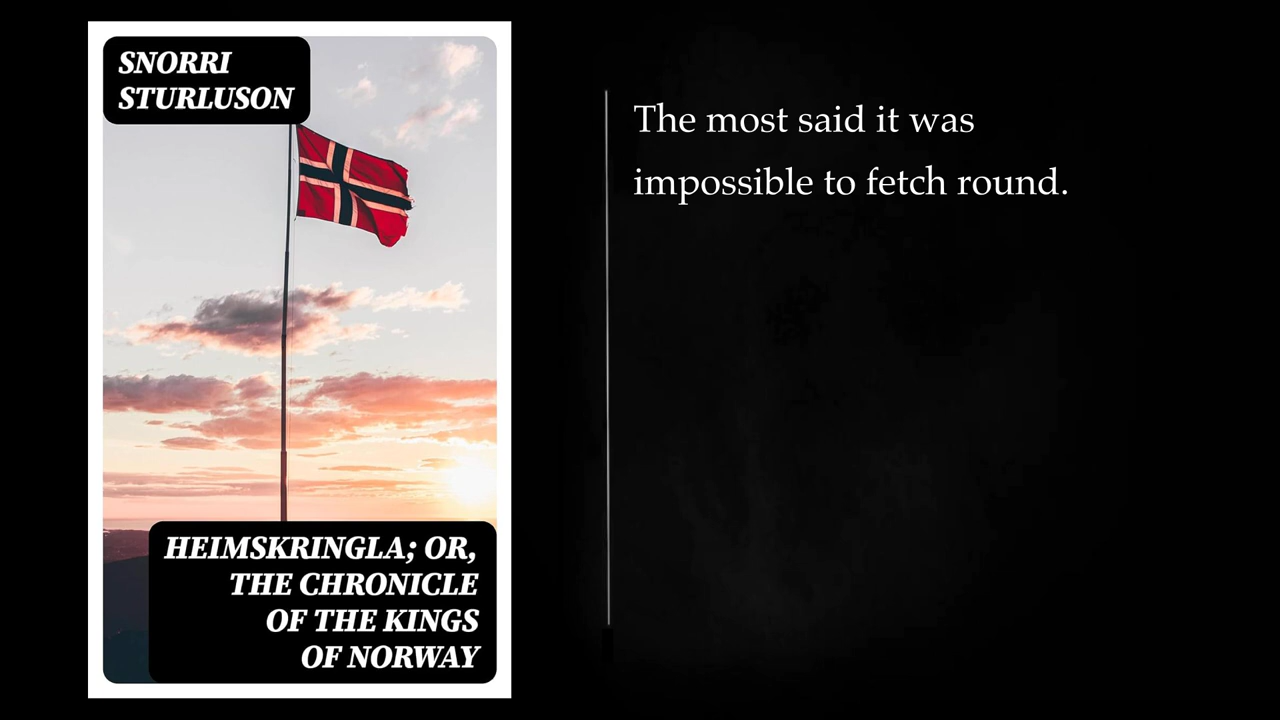 SNORRI
STURLUSON
HEIMSKRINGLA; OR,
THE CHRONICLE
OF THE KINGS
OF NORWAY
The most said it was
impossible to fetch round.